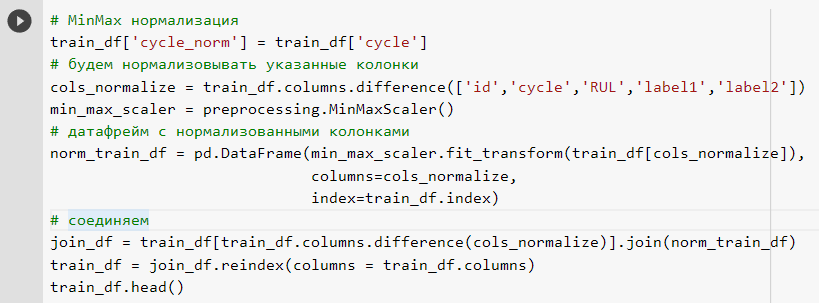 # MinMax нормализация
train_df['cycle_norm'] = train_df['cycle']
# будем нормализовывать указанные колонки
cols_normalize = train_df.columns.difference(['id','cycle','RUL','label1','label2'])
min_max_scaler = preprocessing.MinMaxScaler()
# датафрейм с нормализованными колонками
norm_train_df = pd.DataFrame(min_max_scaler.fit_transform(train_df[cols_normalize]),
                             columns=cols_normalize,
                             index=train_df.index)
# соединяем
join_df = train_df[train_df.columns.difference(cols_normalize)].join(norm_train_df)
train_df = join_df.reindex(columns = train_df.columns)
train_df.head()